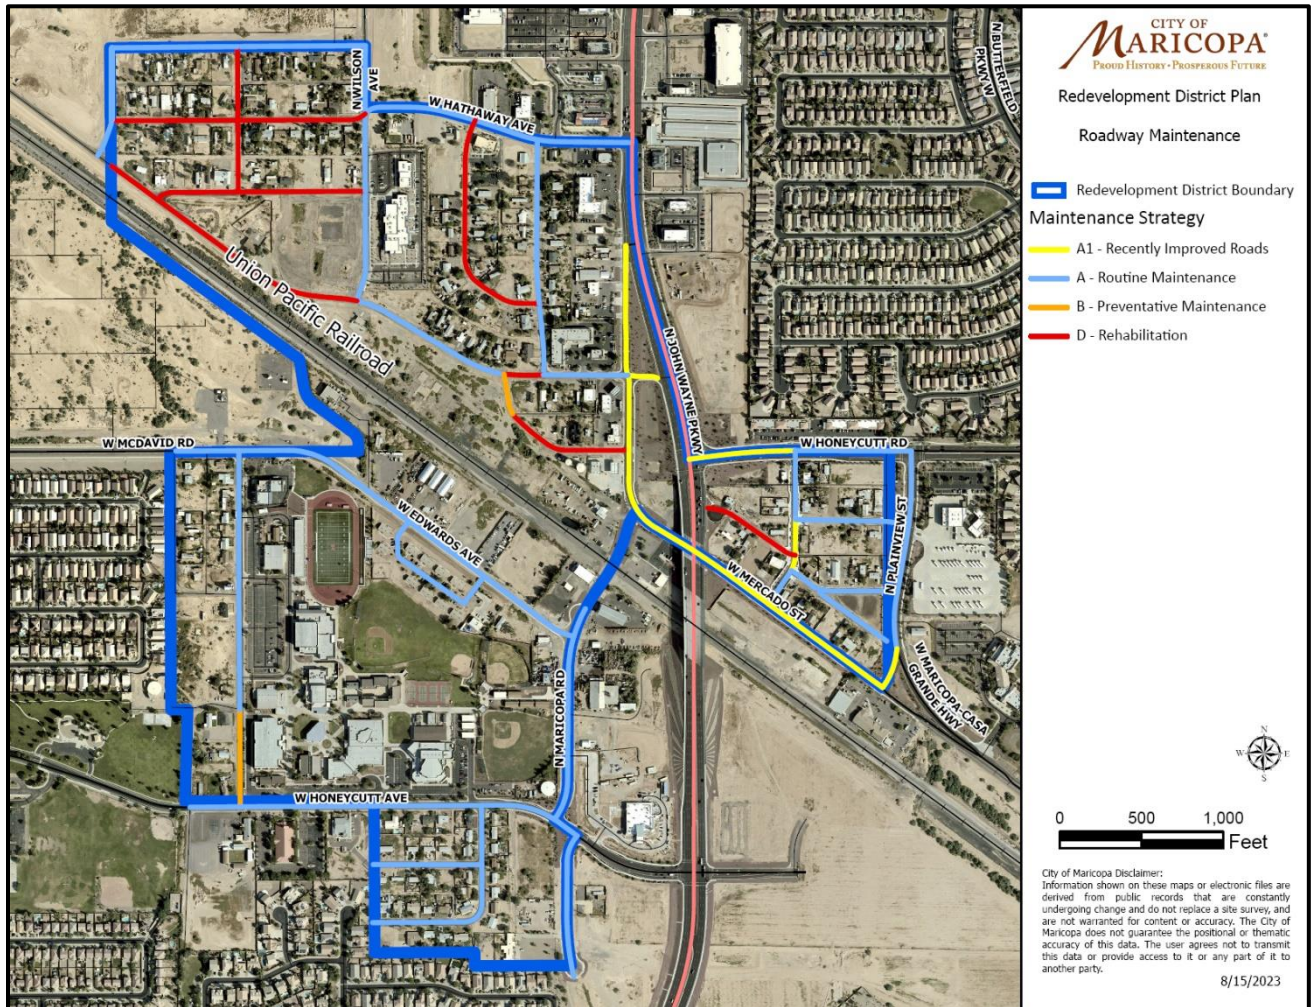 CITY OF
MARICOPA®
PROUD HISTORY • PROSPEROUS FUTURE
Redevelopment District Plan
Roadway Maintenance
Redevelopment District Boundary
Maintenance Strategy
A1 - Recently Improved Roads
A - Routine Maintenance
B - Preventative Maintenance
D - Rehabilitation
N BUTTERFIELD
PKWY W
N WILSON
AVE
W HATHAWAY AVE
Union Pacific Railroad
N JOHN WAYNE PKWY
W MCDAVID RD
W HONEYCUTT RD
W EDWARDS AVE
N PLAINVIEW ST
W MERCADO ST
N MARICOPA RD
W MARICOPA-CASA
GRANDE HWY
W HONEYCUTT AVE
N
W E
S
0 500 1,000
Feet
City of Maricopa Disclaimer:
Information shown on these maps or electronic files are
derived from public records that are constantly
undergoing change and do not replace a site survey, and
are not warranted for content or accuracy. The City of
Maricopa does not guarantee the positional or thematic
accuracy of this data. The user agrees not to transmit
this data or provide access to it or any part of it to
another party.
8/15/2023